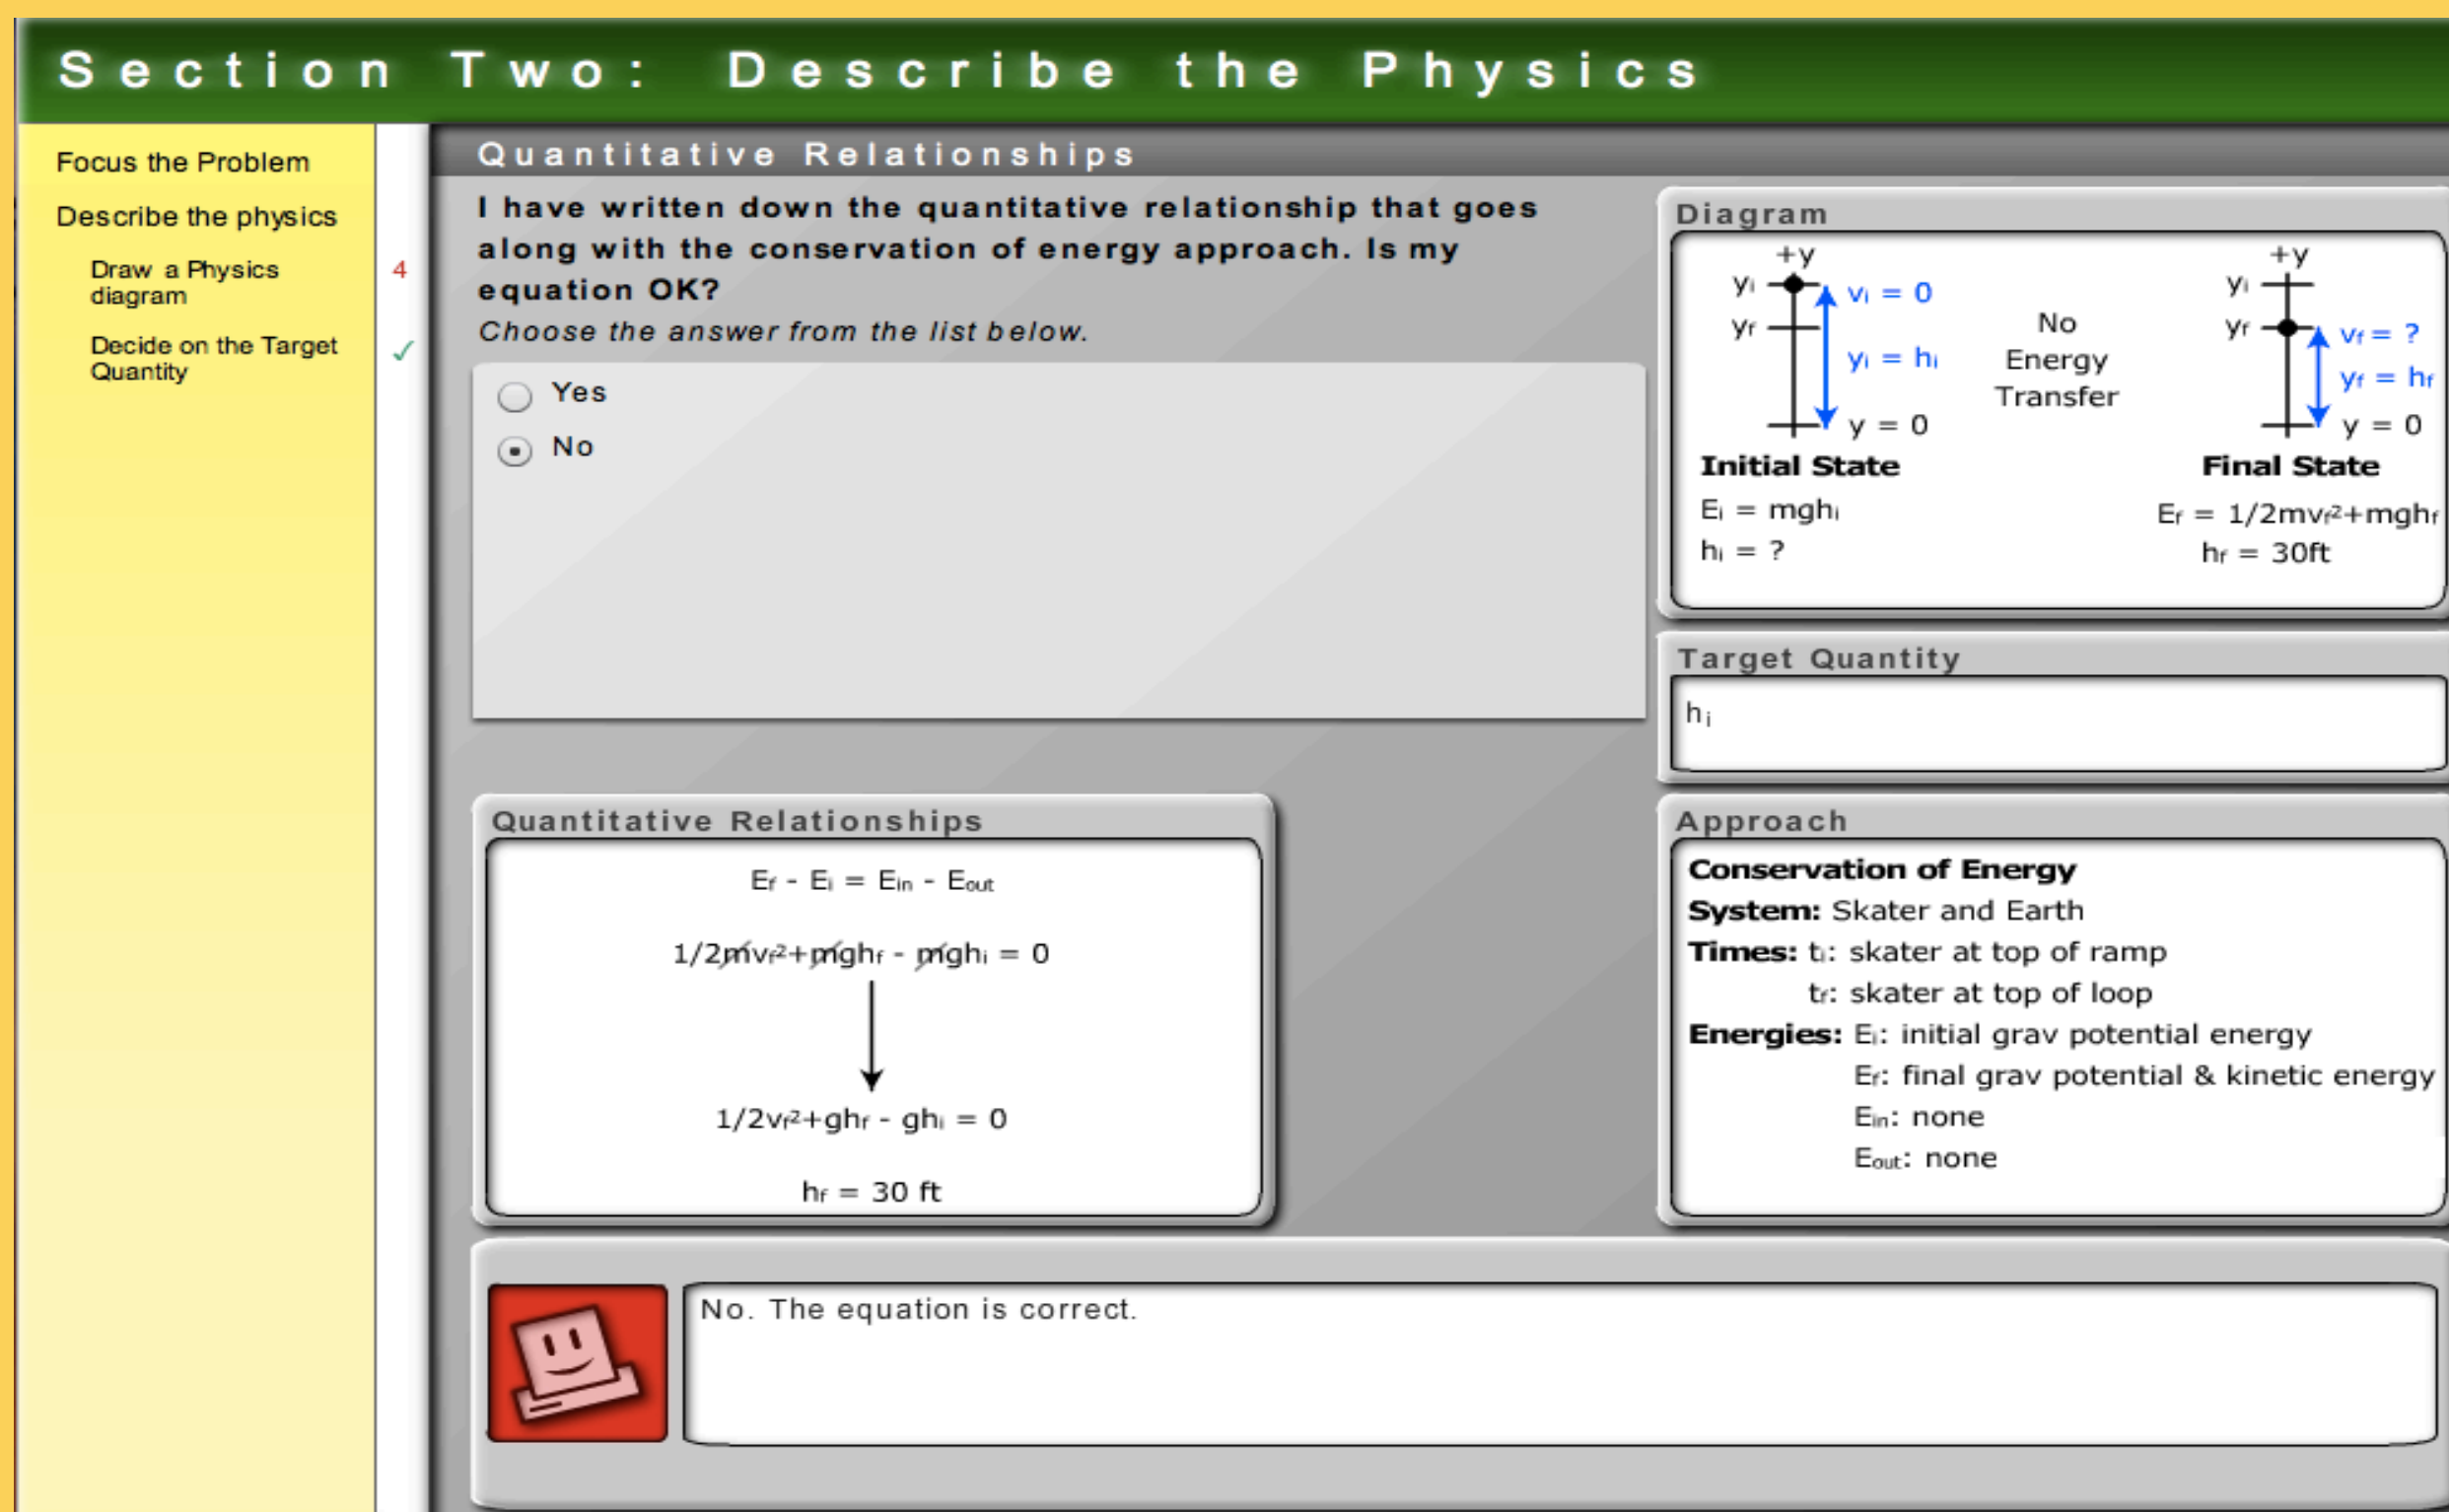 Section Two: Describe the Physics
Focus the Problem
Describe the physics
Draw a Physics
diagram
4
Decide on the Target
Quantity
✓
Quantitative Relationships
I have written down the quantitative relationship that goes
along with the conservation of energy approach. Is my
equation OK?
Choose the answer from the list below.
Yes
No
Diagram
+y
yi
vi = 0
yf
yi = hi
y = 0
Initial State
Ei = mghi
hi = ?
No
Energy
Transfer
+y
yi
yf
vf = ?
yf = hf
y = 0
Final State
Ef = 1/2mvf²+mghf
hf = 30ft
Target Quantity
hi
Quantitative Relationships
Ef - Ei = Ein - Eout
1/2mvf²+mghf - mghi = 0
1/2vf²+ghf - ghi = 0
hf = 30 ft
Approach
Conservation of Energy
System: Skater and Earth
Times: ti: skater at top of ramp
tf: skater at top of loop
Energies: Ei: initial grav potential energy
Ef: final grav potential & kinetic energy
Ein: none
Eout: none
No. The equation is correct.